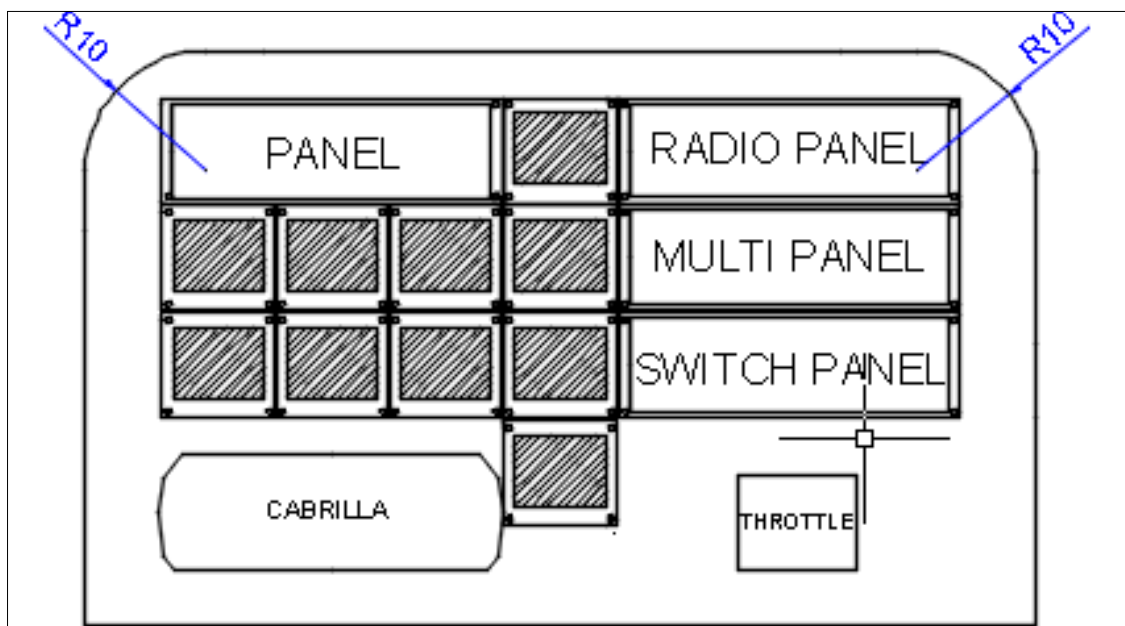 R10
R10
PANEL
RADIO PANEL
MULTI PANEL
SWITCH PANEL
CABRILLA
THROTTLE